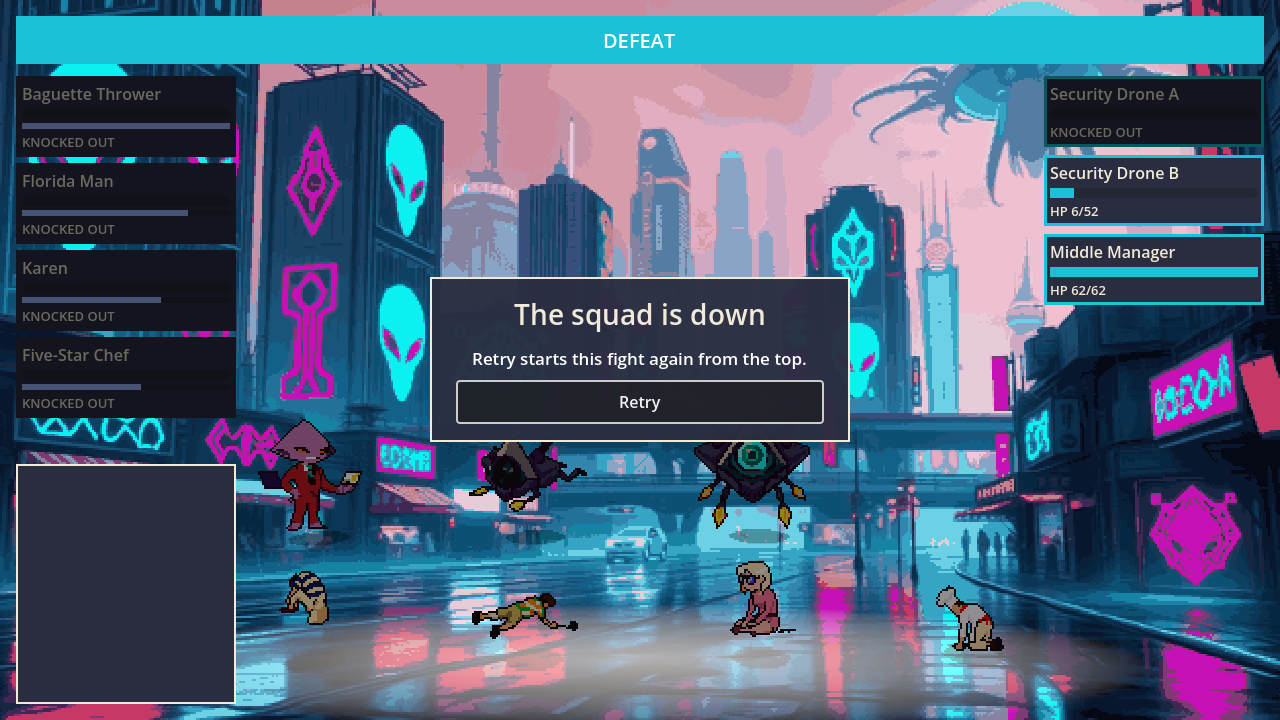 DEFEAT
Baguette Thrower
KNOCKED OUT
Florida Man
KNOCKED OUT
Karen
KNOCKED OUT
Five-Star Chef
KNOCKED OUT
Security Drone A
KNOCKED OUT
Security Drone B
HP 6/52
Middle Manager
HP 62/62
The squad is down
Retry starts this fight again from the top.
Retry